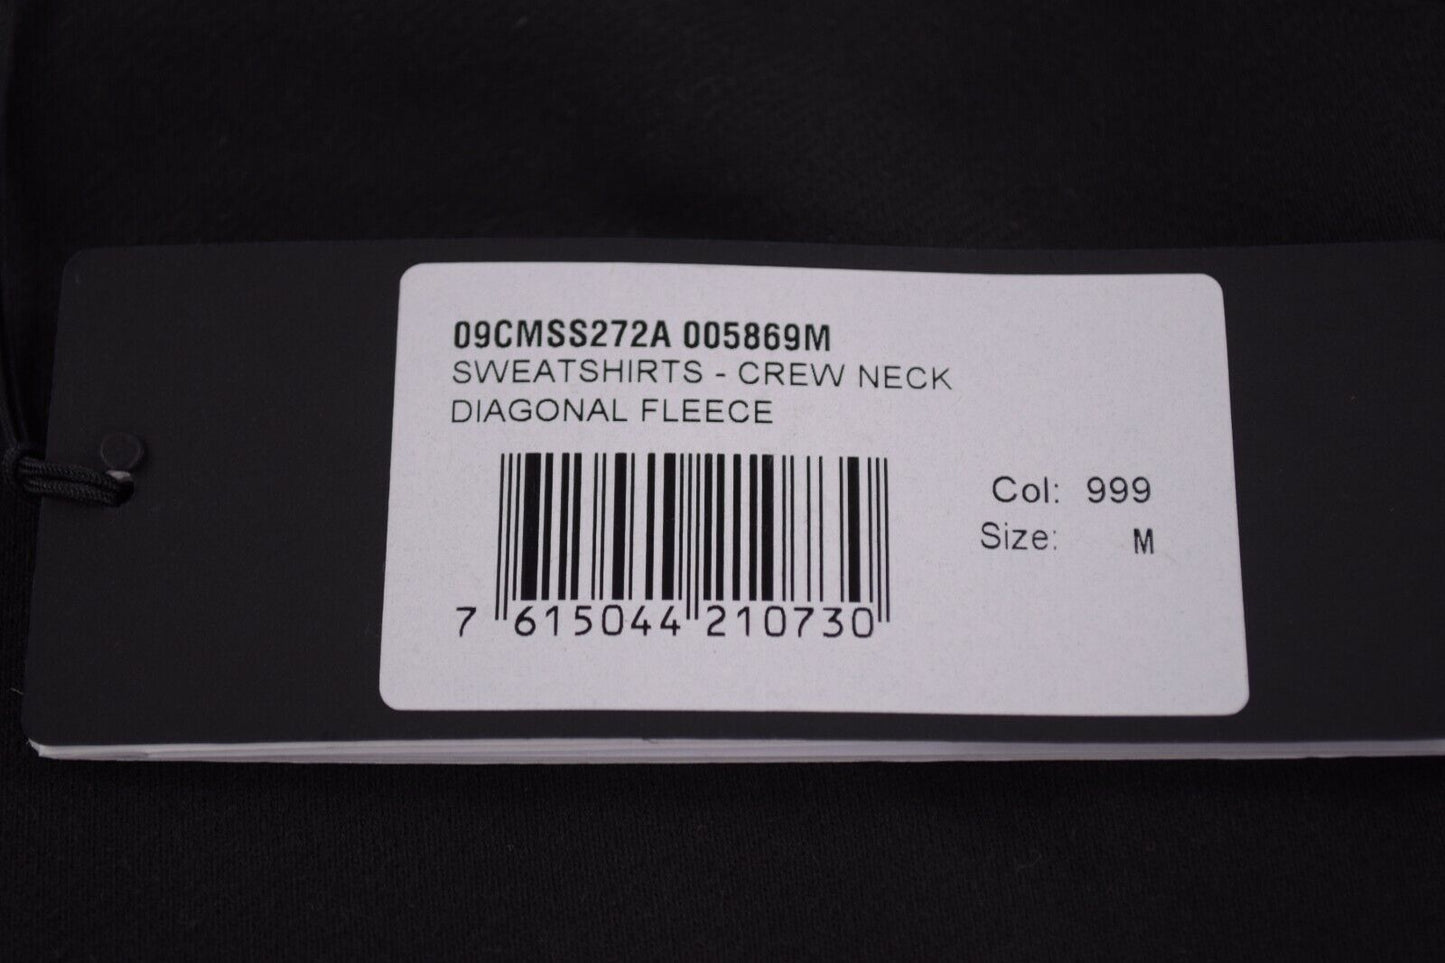 09CMSS272A 005869M
SWEATSHIRTS - CREW NECK
DIAGONAL FLEECE
Col: 999
Size: M
7 615044 210730